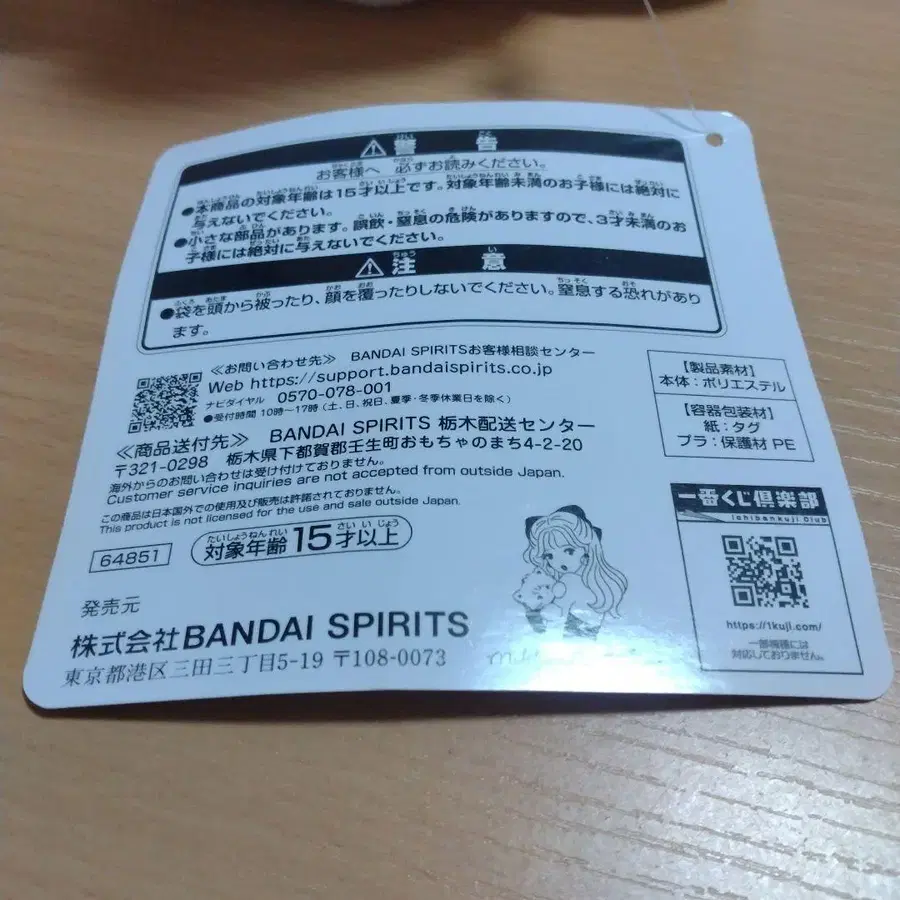 警告
お客様へ 必ずお読みください。
●本商品の対象年齢は15才以上です。対象年齢未満のお子様には絶対に
与えないでください。
●小さな部品があります。誤飲・窒息の危険がありますので、3才未満のお
子様には絶対に与えないでください。
注意
●袋を頭から被ったり、顔を覆ったりしないでください。窒息する恐れがあり
ます。
≪お問い合わせ先≫ BANDAI SPIRITSお客様相談センター
Web https://support.bandaispirits.co.jp
ナビダイヤル 0570-078-001
●受付時間 10時～17時(土、日、祝日、夏季・冬季休業日を除く)
≪商品送付先≫ BANDAI SPIRITS 栃木配送センター
〒321-0298 栃木県下都賀郡壬生町おもちゃのまち4-2-20
海外からのお問い合わせは受け付けておりません。
Customer service inquiries are not accepted from outside Japan.
この商品は日本国外での使用及び販売は許諾されておりません。
This product is not licensed for the use and sale outside Japan.
64851
対象年齢15才以上
発売元
株式会社BANDAI SPIRITS
東京都港区三田三丁目5-19 〒108-0073
【製品素材】
本体:ポリエステル
【容器包装材】
紙:タグ
プラ:保護材 PE
一番くじ倶楽部
ichibankuji Club
https://1kuji.com/
一部機種には
対応しておりません。